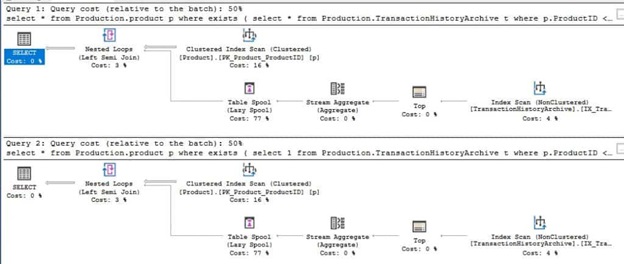 Query 1: Query cost (relative to the batch): 50%
select * from Production.product p where exists ( select * from Production.TransactionHistoryArchive t where p.ProductID <…
SELECT
Cost: 0 %
Nested Loops
(Left Semi Join)
Cost: 3 %
Clustered Index Scan (Clustered)
[Product].[PK_Product_ProductID] [p]
Cost: 16 %
Table Spool
(Lazy Spool)
Cost: 77 %
Stream Aggregate
(Aggregate)
Cost: 0 %
Top
Cost: 0 %
Index Scan (NonClustered)
[TransactionHistoryArchive].[IX_Tra…
Cost: 4 %
Query 2: Query cost (relative to the batch): 50%
select * from Production.product p where exists ( select 1 from Production.TransactionHistoryArchive t where p.ProductID <…
SELECT
Cost: 0 %
Nested Loops
(Left Semi Join)
Cost: 3 %
Clustered Index Scan (Clustered)
[Product].[PK_Product_ProductID] [p]
Cost: 16 %
Table Spool
(Lazy Spool)
Cost: 77 %
Stream Aggregate
(Aggregate)
Cost: 0 %
Top
Cost: 0 %
Index Scan (NonClustered)
[TransactionHistoryArchive].[IX_Tra…
Cost: 4 %